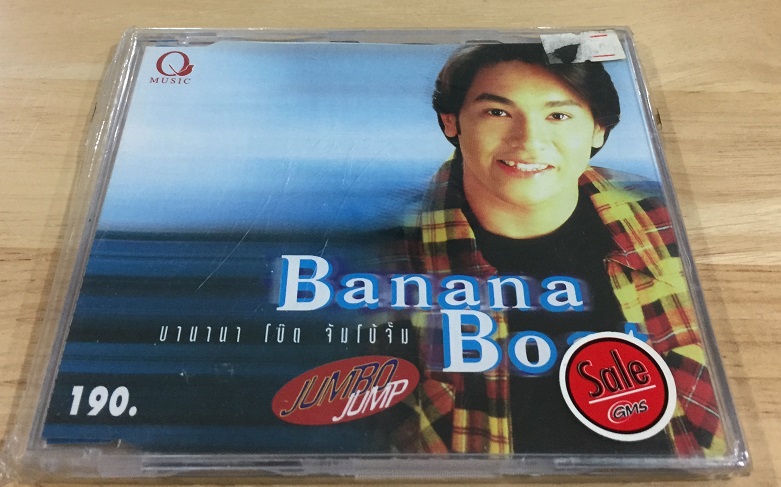 Q
MUSIC
Banana
บานานา โบ๊ต จัมโบ้จั๊ม
Boat
JUMBO
JUMP
190.
Sale
GMS